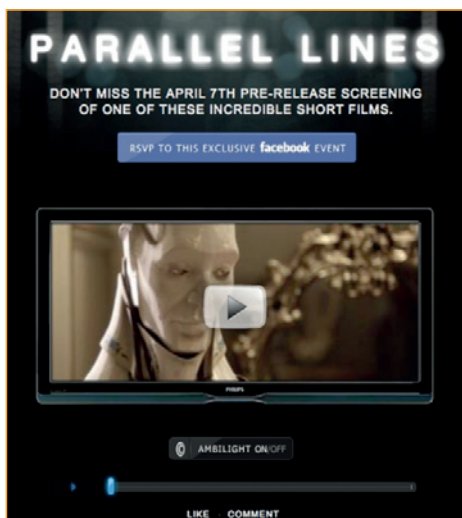 PARALLEL LINES
DON'T MISS THE APRIL 7TH PRE-RELEASE SCREENING
OF ONE OF THESE INCREDIBLE SHORT FILMS.
RSVP TO THIS EXCLUSIVE facebook EVENT
PHILIPS
AMBILIGHT ON/OFF
LIKE · COMMENT